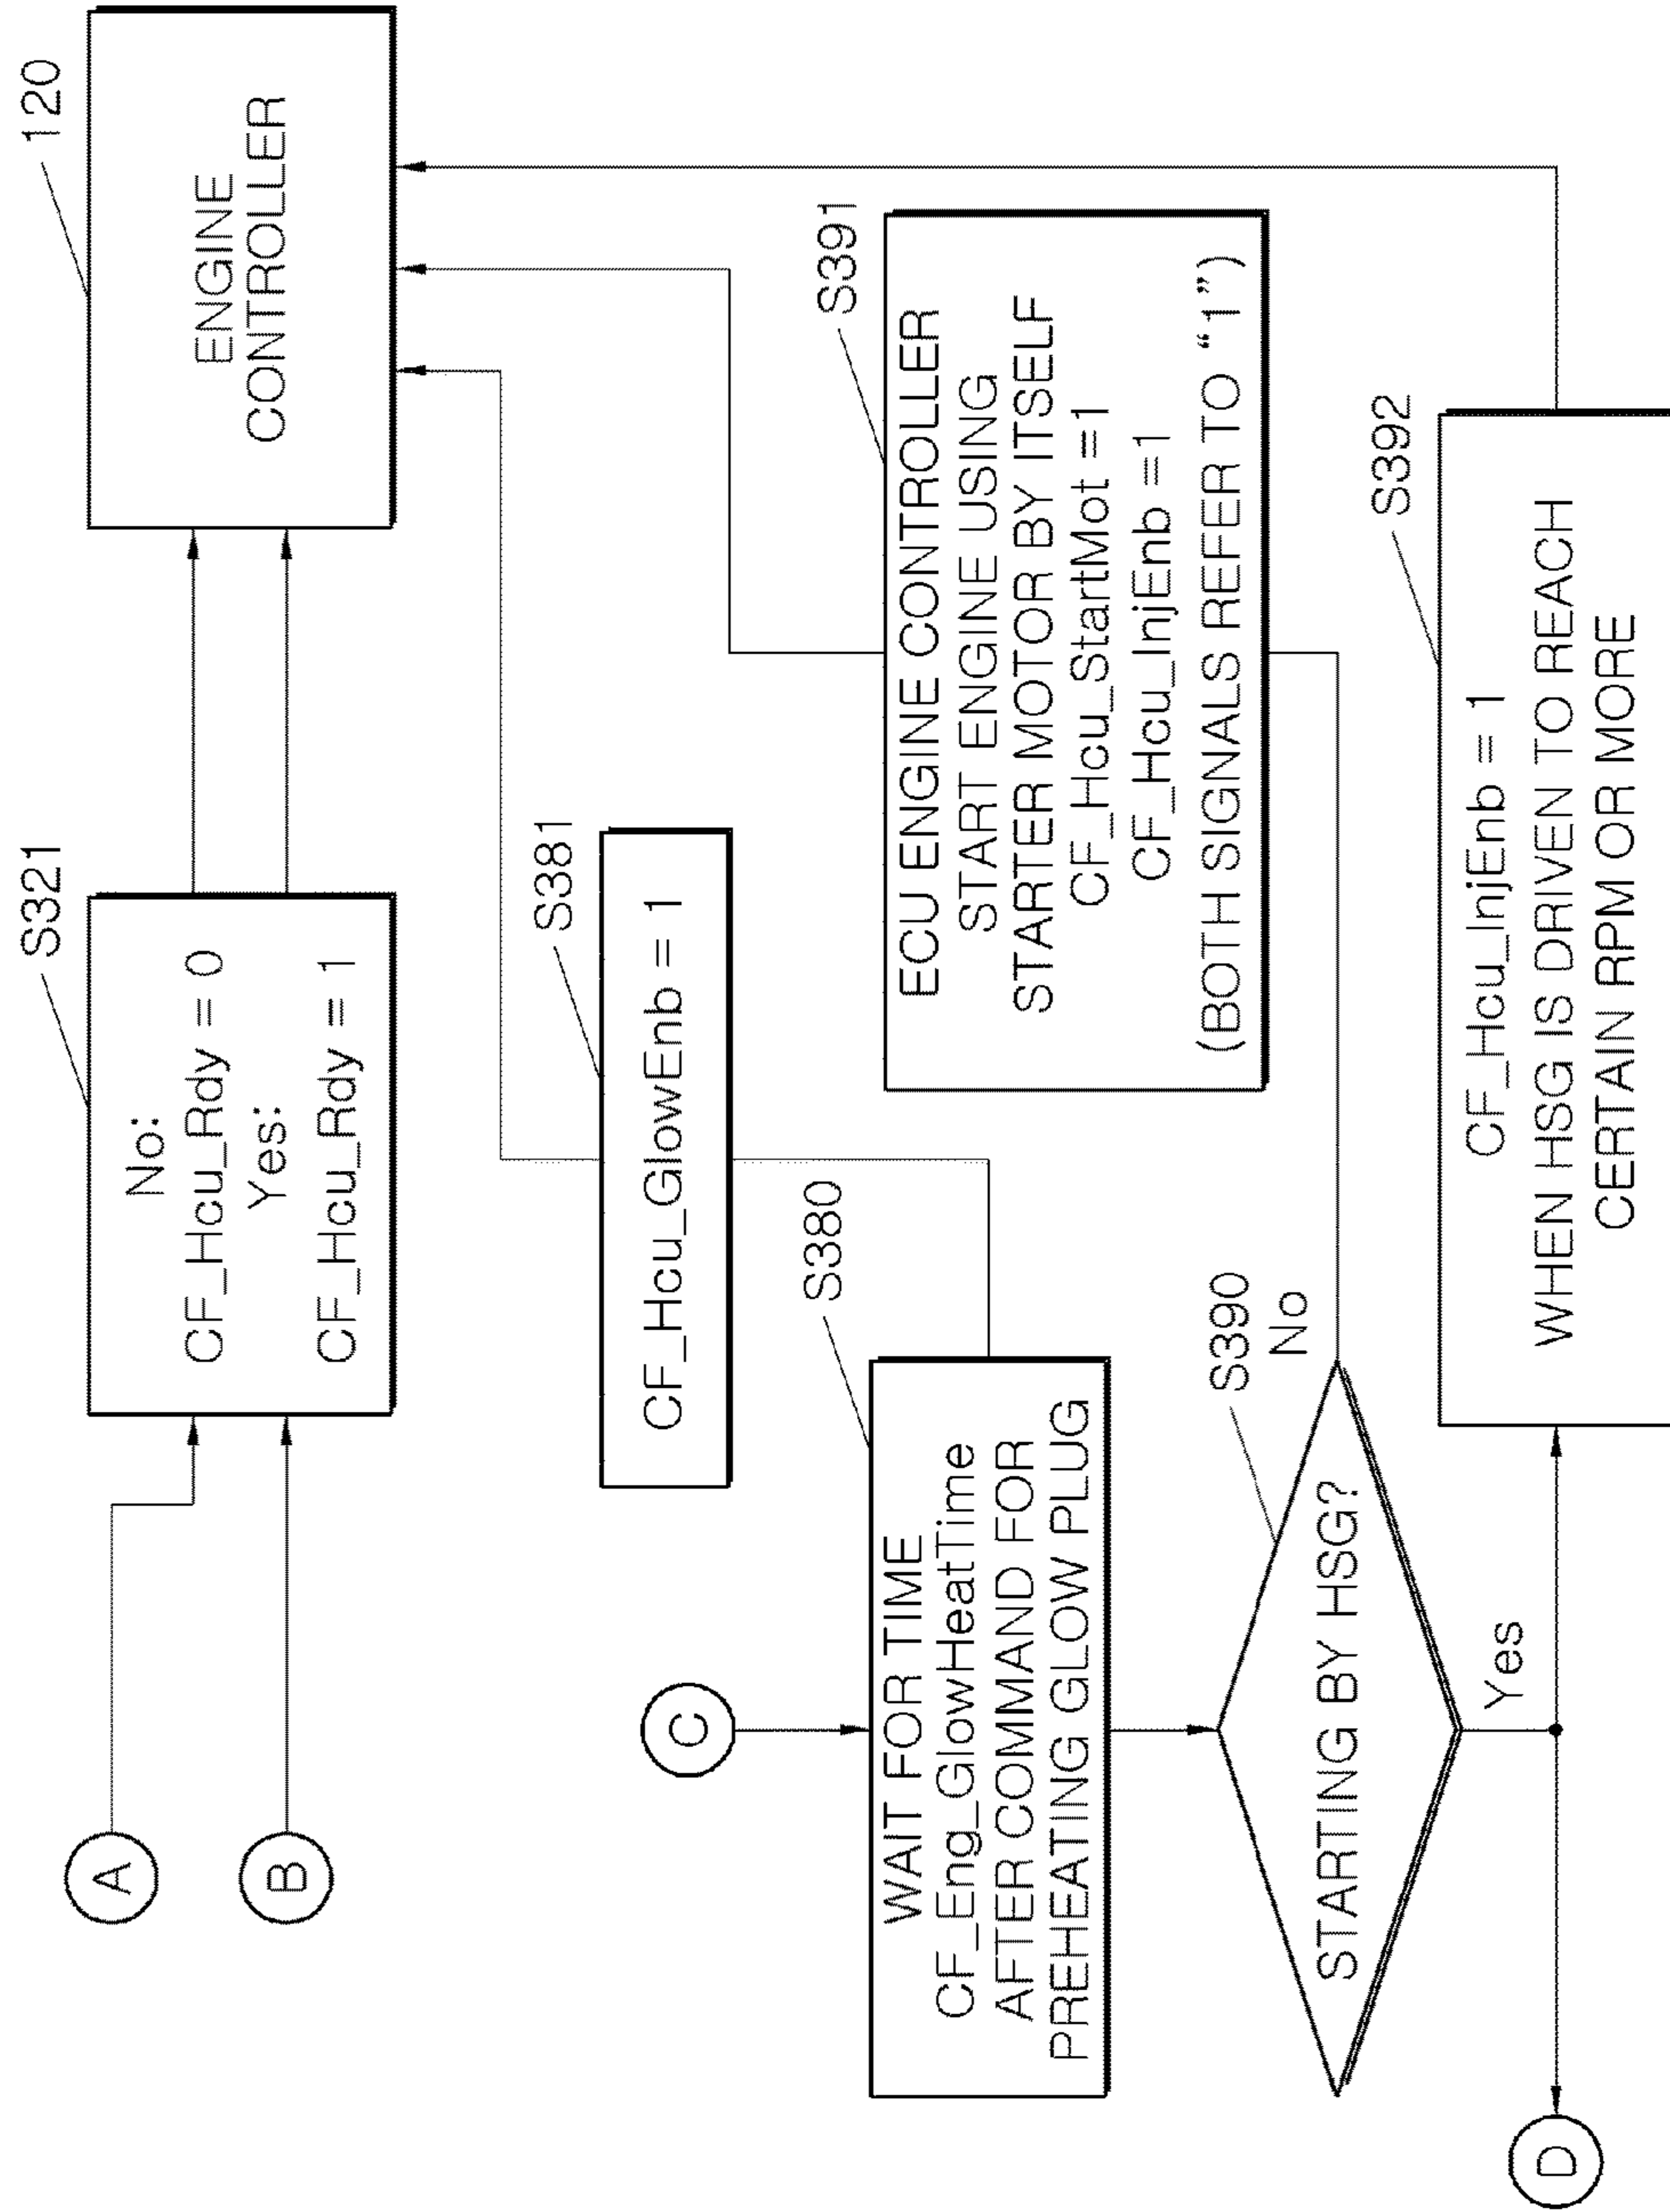 A
B
S321
No:
CF_Hcu_Rdy = 0
Yes:
CF_Hcu_Rdy = 1
120
ENGINE
CONTROLLER
S381
CF_Hcu_GlowEnb = 1
C
S380
WAIT FOR TIME
CF_Eng_GlowHeatTime
AFTER COMMAND FOR
PREHEATING GLOW PLUG
S391
ECU ENGINE CONTROLLER
START ENGINE USING
STARTER MOTOR BY ITSELF
CF_Hcu_StartMot =1
CF_Hcu_InjEnb =1
(BOTH SIGNALS REFER TO “1”)
S390
No
STARTING BY HSG?
Yes
S392
CF_Hcu_InjEnb = 1
WHEN HSG IS DRIVEN TO REACH
CERTAIN RPM OR MORE
D